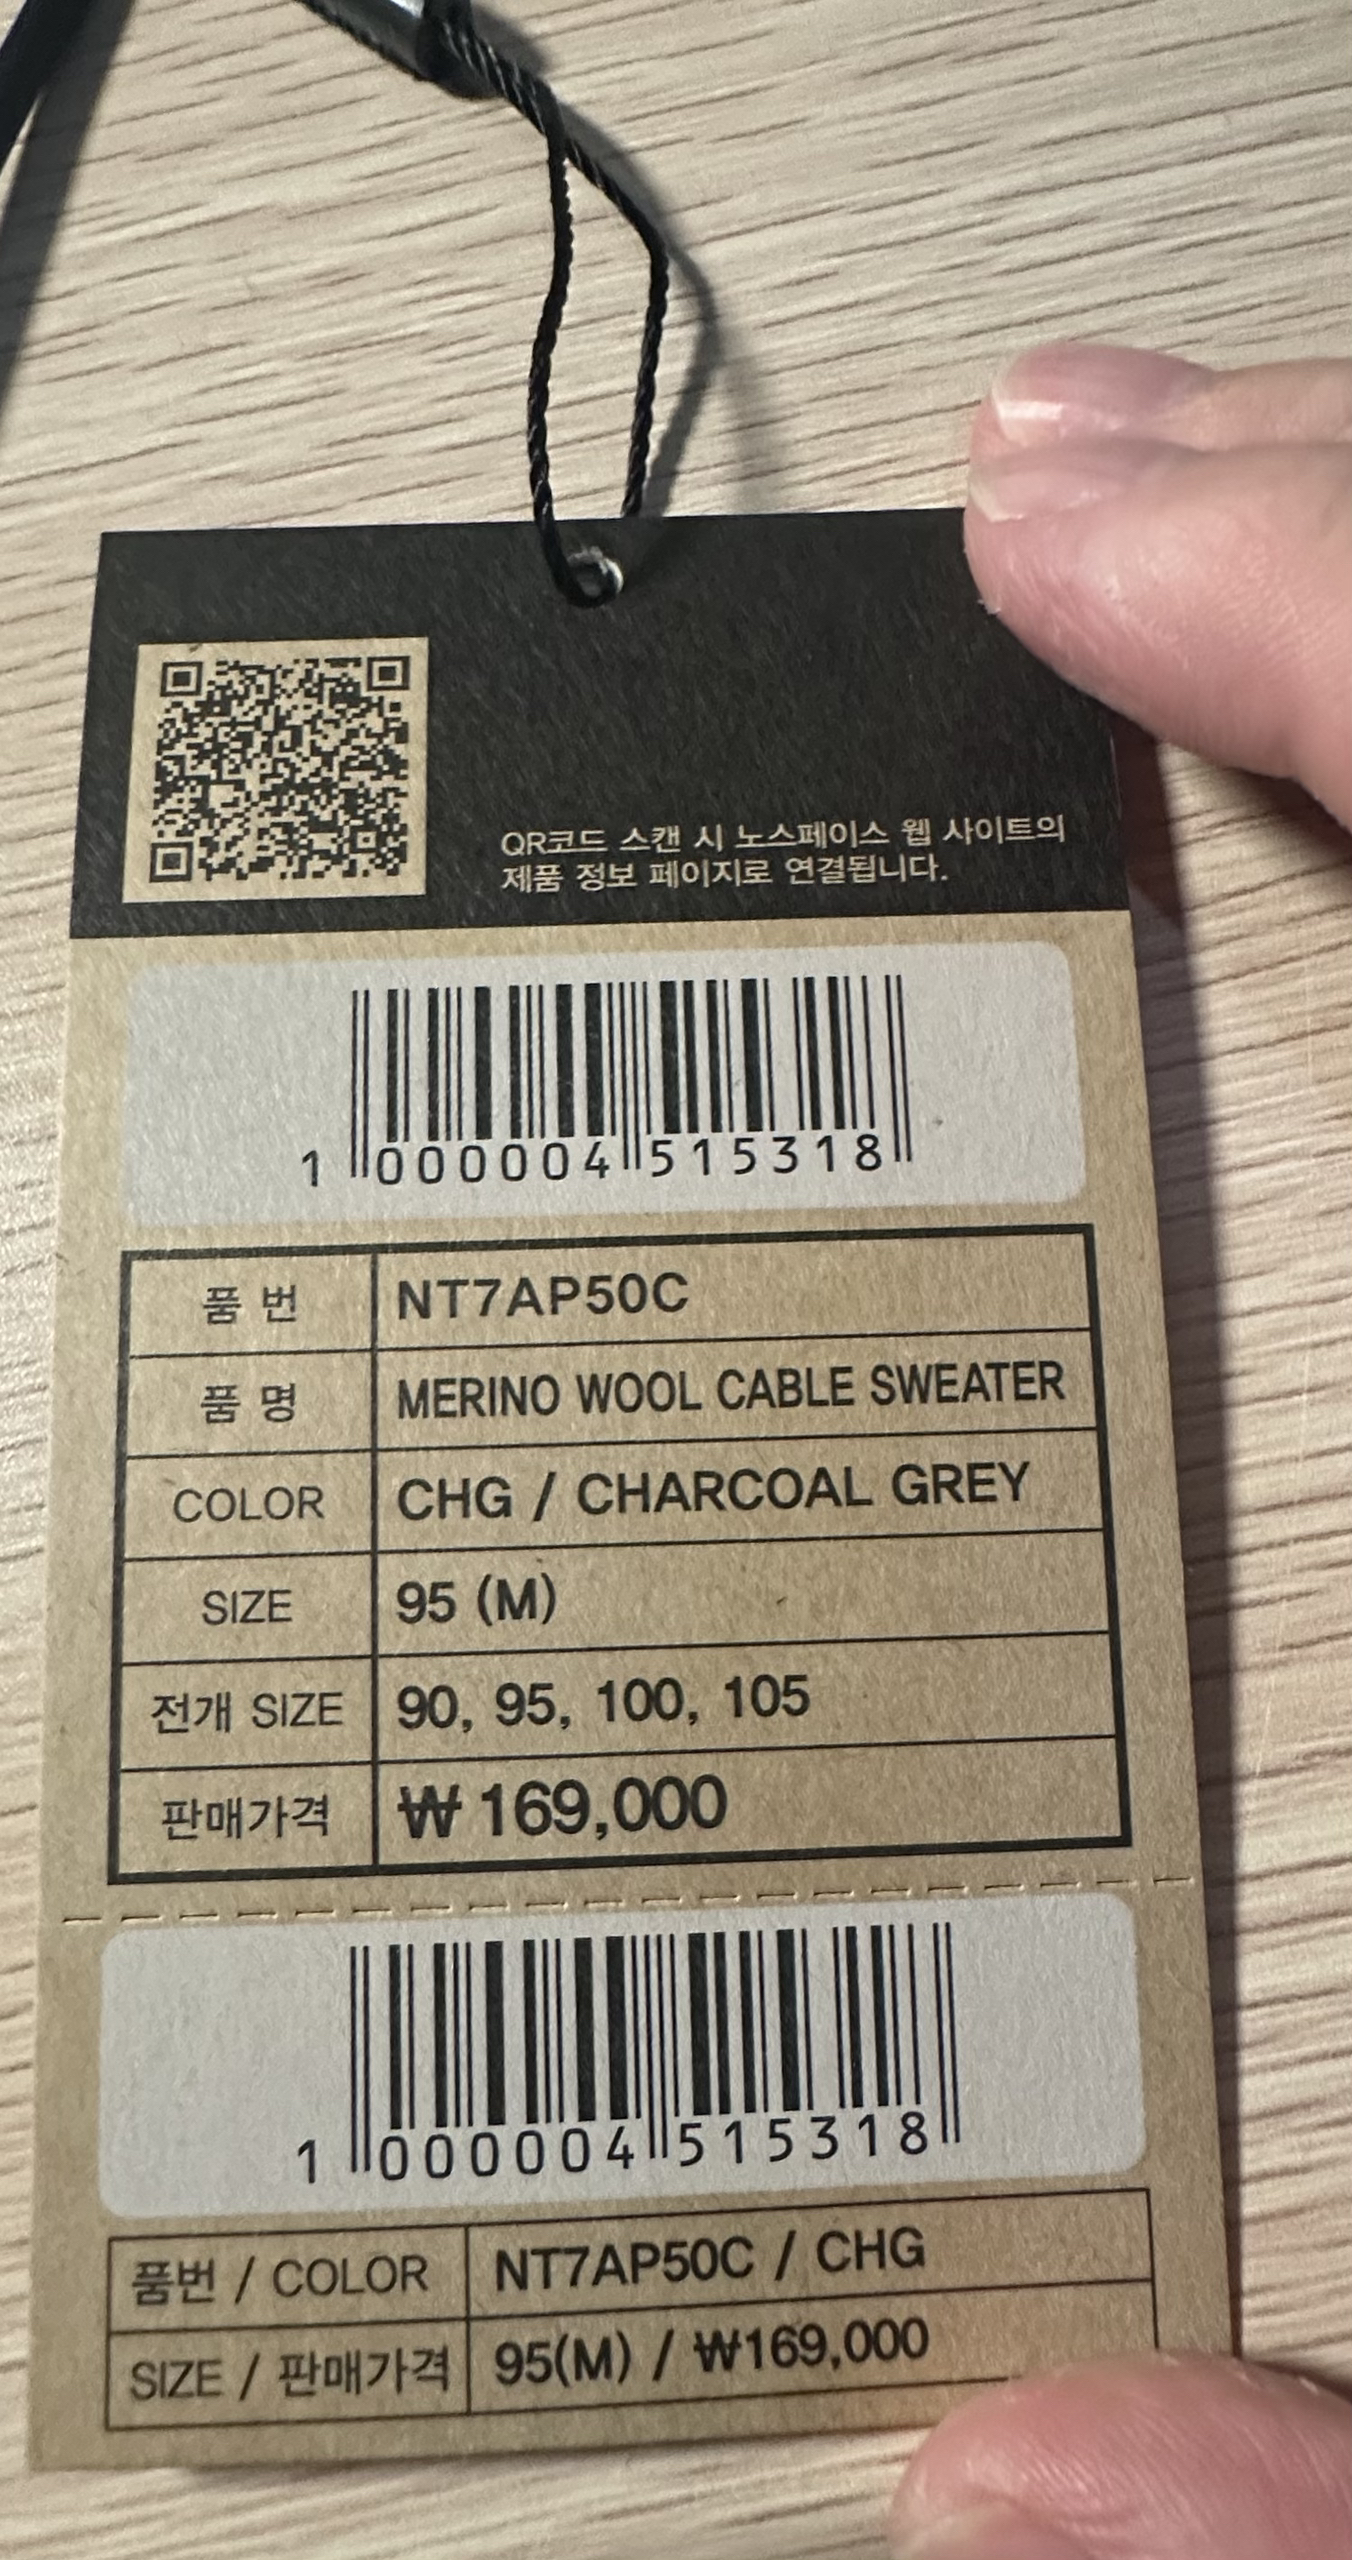 QR코드 스캔 시 노스페이스 웹 사이트의
제품 정보 페이지로 연결됩니다.
1 000004 515318
품 번 NT7AP50C
품 명 MERINO WOOL CABLE SWEATER
COLOR CHG / CHARCOAL GREY
SIZE 95 (M)
전개 SIZE 90, 95, 100, 105
판매가격 ₩ 169,000
1 000004 515318
품번 / COLOR NT7AP50C / CHG
SIZE / 판매가격 95(M) / ₩169,000